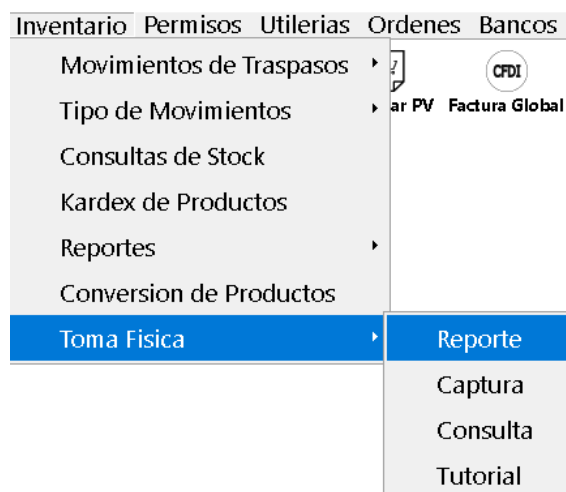 Inventario Permisos Utilerias Ordenes Bancos
Movimientos de Traspasos
CFDI
Tipo de Movimientos
ar PV Factura Global
Consultas de Stock
Kardex de Productos
Reportes
Conversion de Productos
Toma Fisica
Reporte
Captura
Consulta
Tutorial